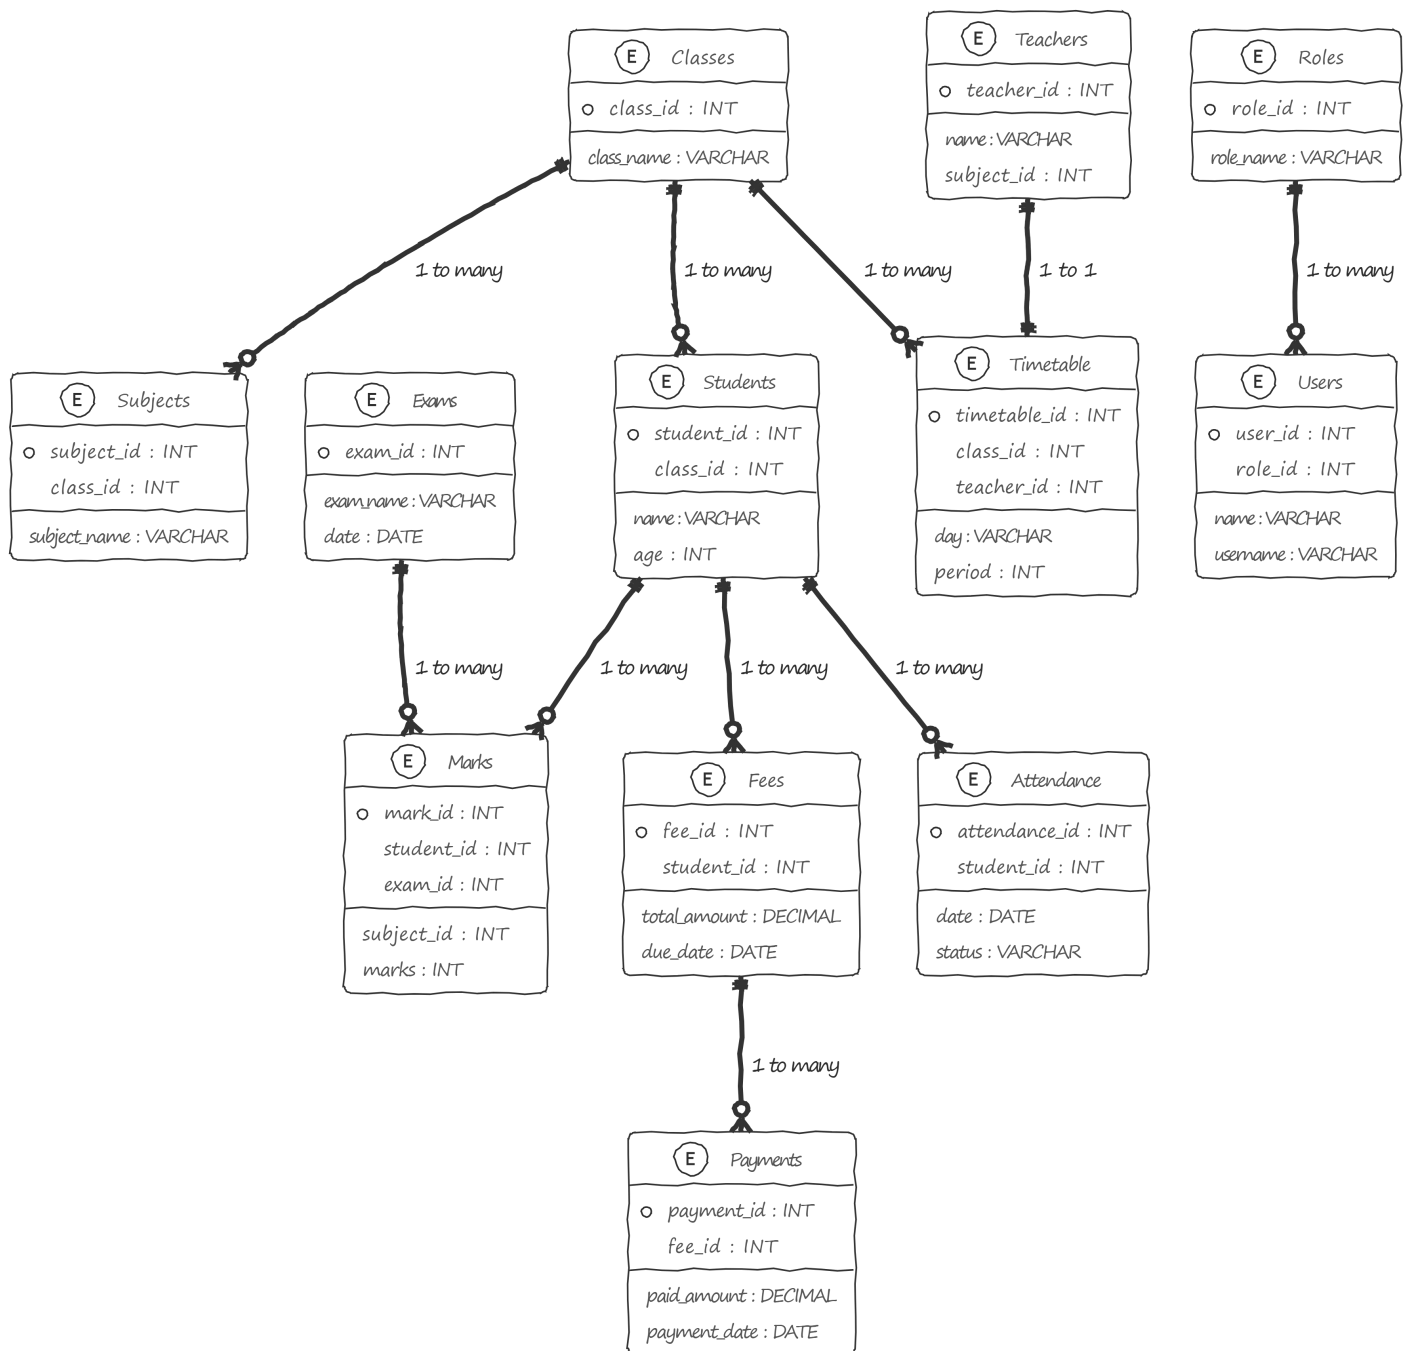 E Classes
class_id : INT
class_name : VARCHAR
E Teachers
teacher_id : INT
name : VARCHAR
subject_id : INT
E Roles
role_id : INT
role_name : VARCHAR
1 to many
1 to many
1 to many
1 to 1
1 to many
E Subjects
subject_id : INT
class_id : INT
subject_name : VARCHAR
E Exams
exam_id : INT
exam_name : VARCHAR
date : DATE
E Students
student_id : INT
class_id : INT
name : VARCHAR
age : INT
E Timetable
timetable_id : INT
class_id : INT
teacher_id : INT
day : VARCHAR
period : INT
E Users
user_id : INT
role_id : INT
name : VARCHAR
username : VARCHAR
1 to many
1 to many
1 to many
1 to many
E Marks
mark_id : INT
student_id : INT
exam_id : INT
subject_id : INT
marks : INT
E Fees
fee_id : INT
student_id : INT
total_amount : DECIMAL
due_date : DATE
E Attendance
attendance_id : INT
student_id : INT
date : DATE
status : VARCHAR
1 to many
E Payments
payment_id : INT
fee_id : INT
paid_amount : DECIMAL
payment_date : DATE